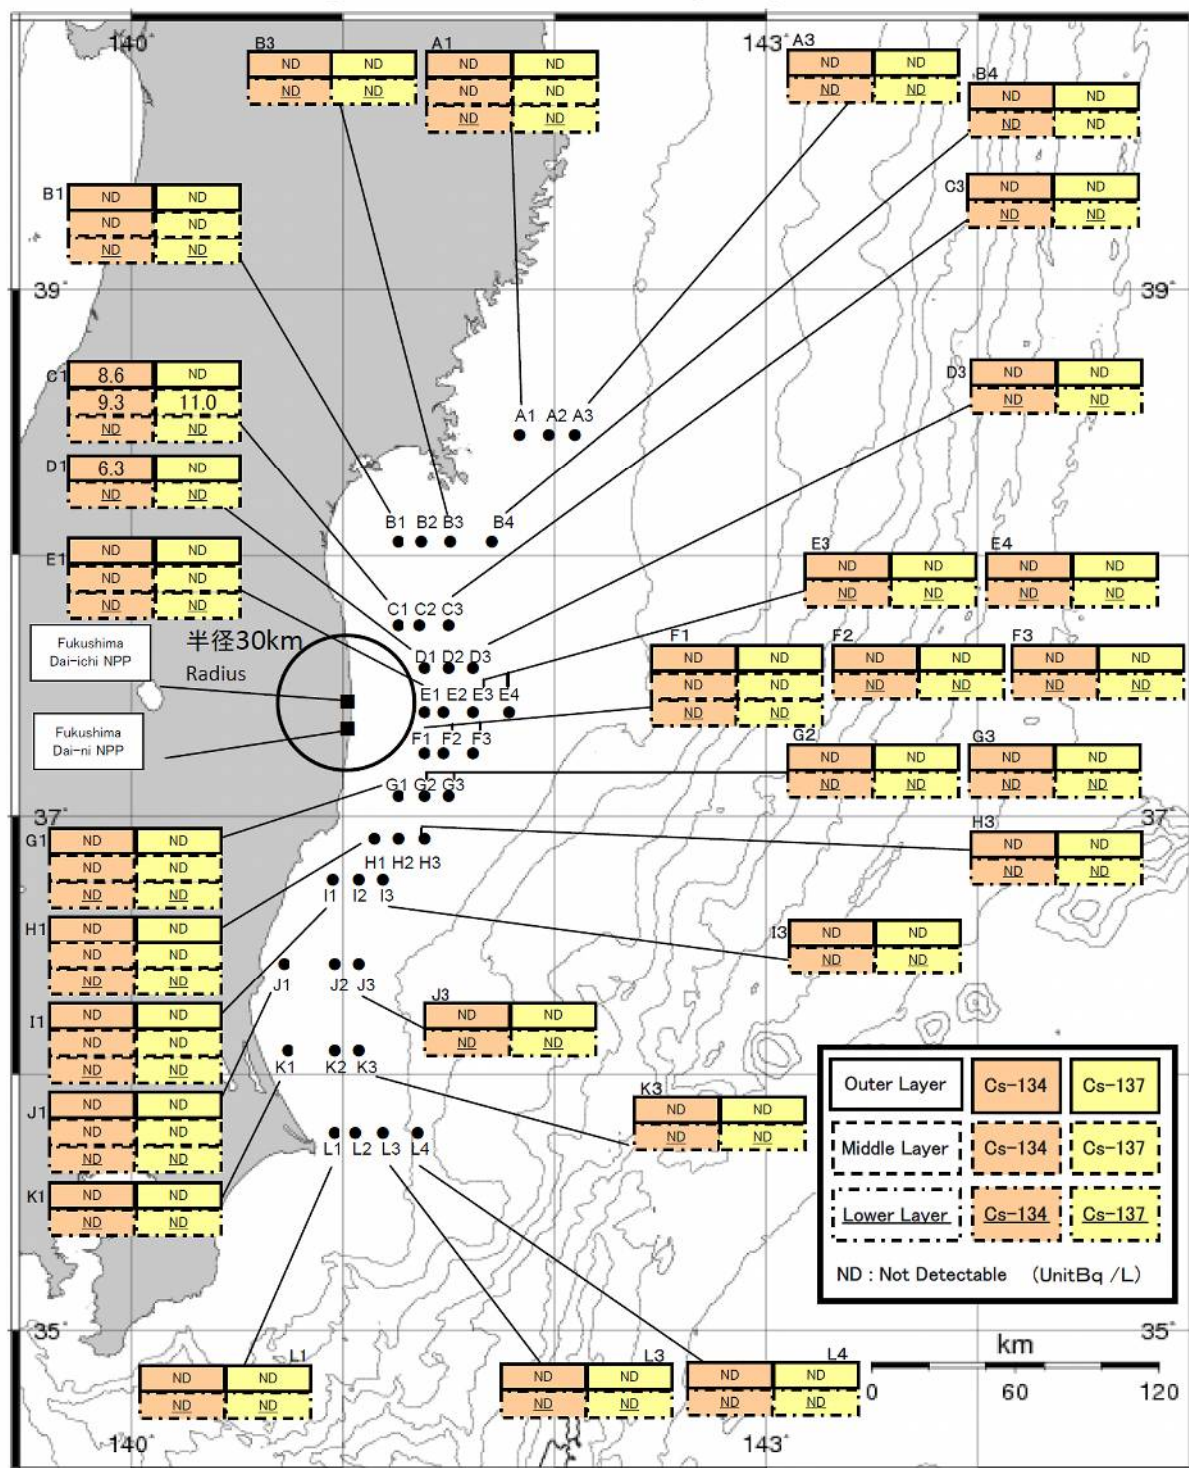 140°
B3
A1
A3
143°
ND ND
ND ND
ND ND
ND ND
ND ND
ND ND
ND ND
B4
ND ND
ND ND
C3
ND ND
ND ND
B1
ND ND
ND ND
ND ND
39°
39°
C1
8.6 ND
9.3 11.0
ND ND
D3
ND ND
ND ND
A1 A2 A3
D1
6.3 ND
ND ND
B1 B2 B3 B4
E1
ND ND
ND ND
ND ND
E3
ND ND
ND ND
E4
ND ND
ND ND
C1 C2 C3
Fukushima
Dai-ichi NPP
半径30km
Radius
D1 D2 D3
F1
ND ND
ND ND
ND ND
F2
ND ND
ND ND
F3
ND ND
ND ND
E1 E2 E3 E4
Fukushima
Dai-ni NPP
F1 F2 F3
G2
ND ND
ND ND
G3
ND ND
ND ND
G1 G2 G3
37°
37°
G1
ND ND
ND ND
ND ND
H3
ND ND
ND ND
H1 H2 H3
I1 I2 I3
H1
ND ND
ND ND
ND ND
I3
ND ND
ND ND
J1 J2 J3
I1
ND ND
ND ND
ND ND
J3
ND ND
ND ND
K1 K2 K3
J1
ND ND
ND ND
ND ND
K3
ND ND
ND ND
Outer Layer Cs-134 Cs-137
Middle Layer Cs-134 Cs-137
Lower Layer Cs-134 Cs-137
ND : Not Detectable (UnitBq /L)
L1 L2 L3 L4
K1
ND ND
ND ND
35°
35°
L1
ND ND
ND ND
L3
ND ND
ND ND
L4
ND ND
ND ND
km
0 60 120
140°
143°